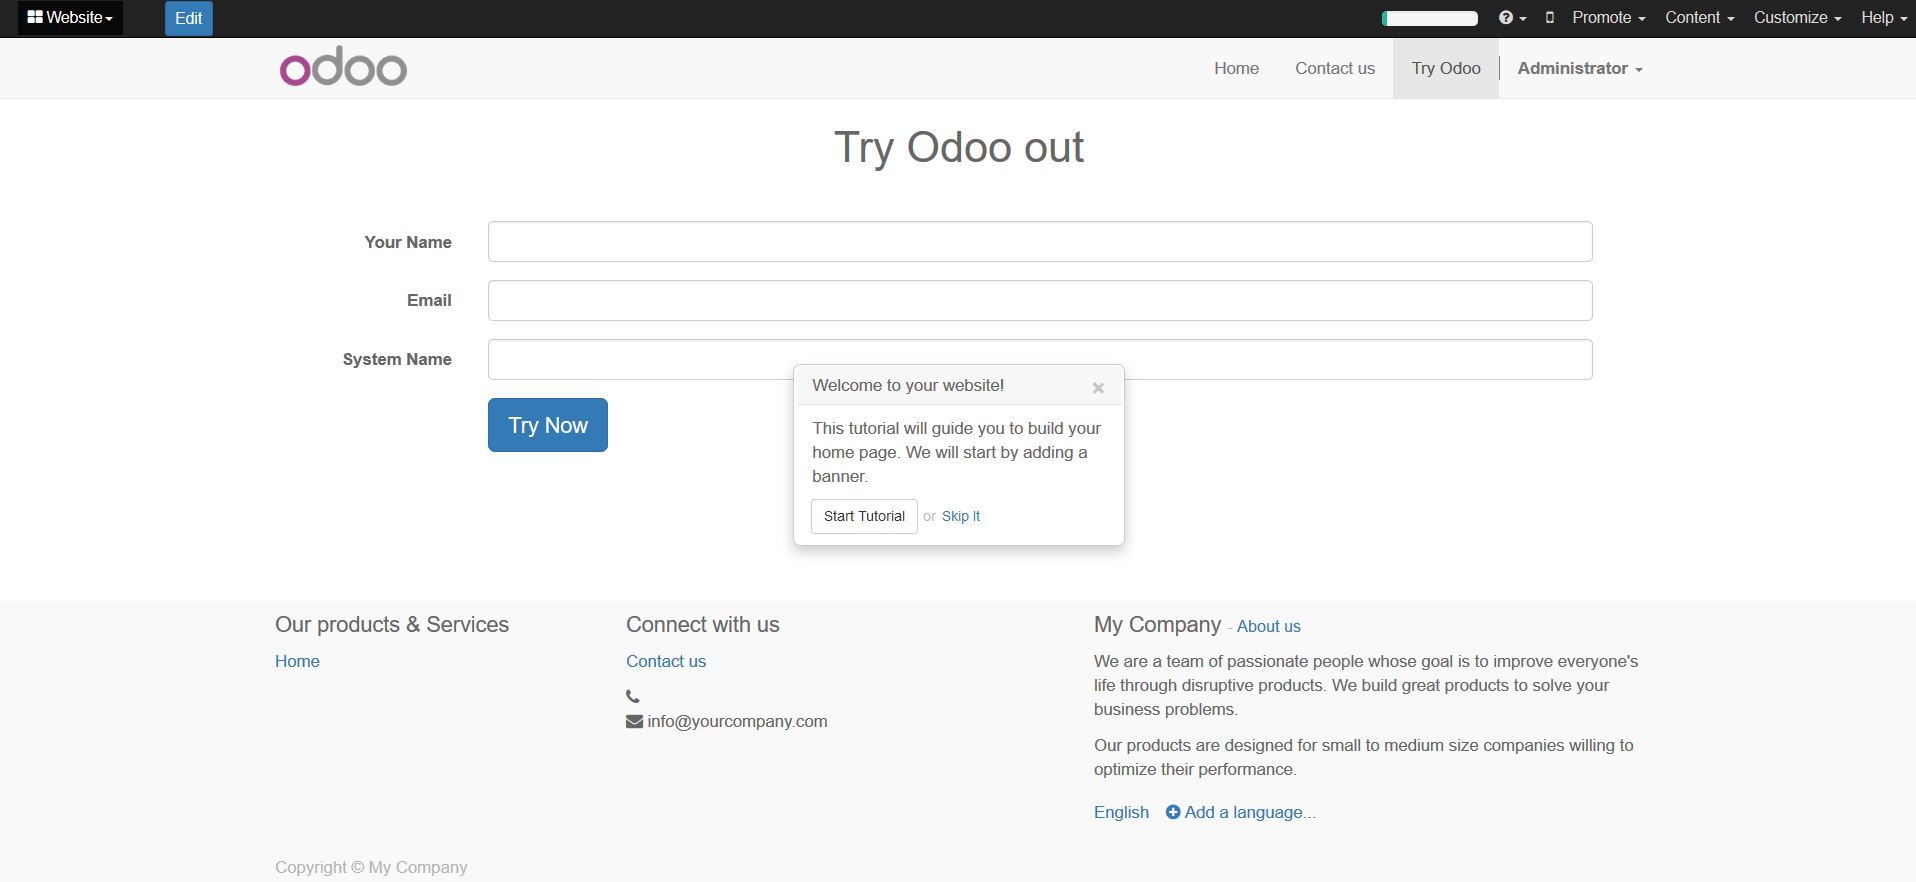 Website Edit Promote Content Customize Help
odoo Home Contact us Try Odoo Administrator
Try Odoo out
Your Name
Email
System Name
Try Now
Welcome to your website! ×
This tutorial will guide you to build your
home page. We will start by adding a
banner.
Start Tutorial or Skip It
Our products & Services
Home
Connect with us
Contact us
info@yourcompany.com
My Company - About us
We are a team of passionate people whose goal is to improve everyone's
life through disruptive products. We build great products to solve your
business problems.
Our products are designed for small to medium size companies willing to
optimize their performance.
English Add a language...
Copyright © My Company